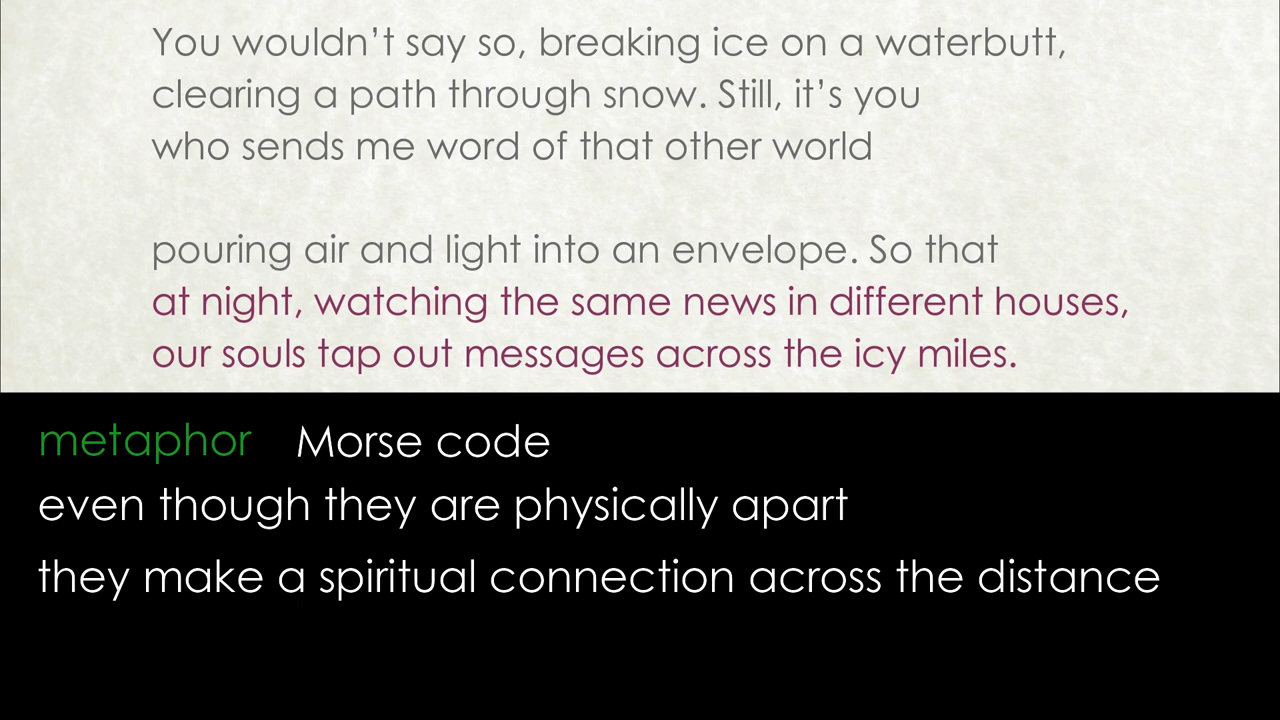 You wouldn’t say so, breaking ice on a waterbutt,
clearing a path through snow. Still, it’s you
who sends me word of that other world
pouring air and light into an envelope. So that
at night, watching the same news in different houses,
our souls tap out messages across the icy miles.
metaphor Morse code
even though they are physically apart
they make a spiritual connection across the distance